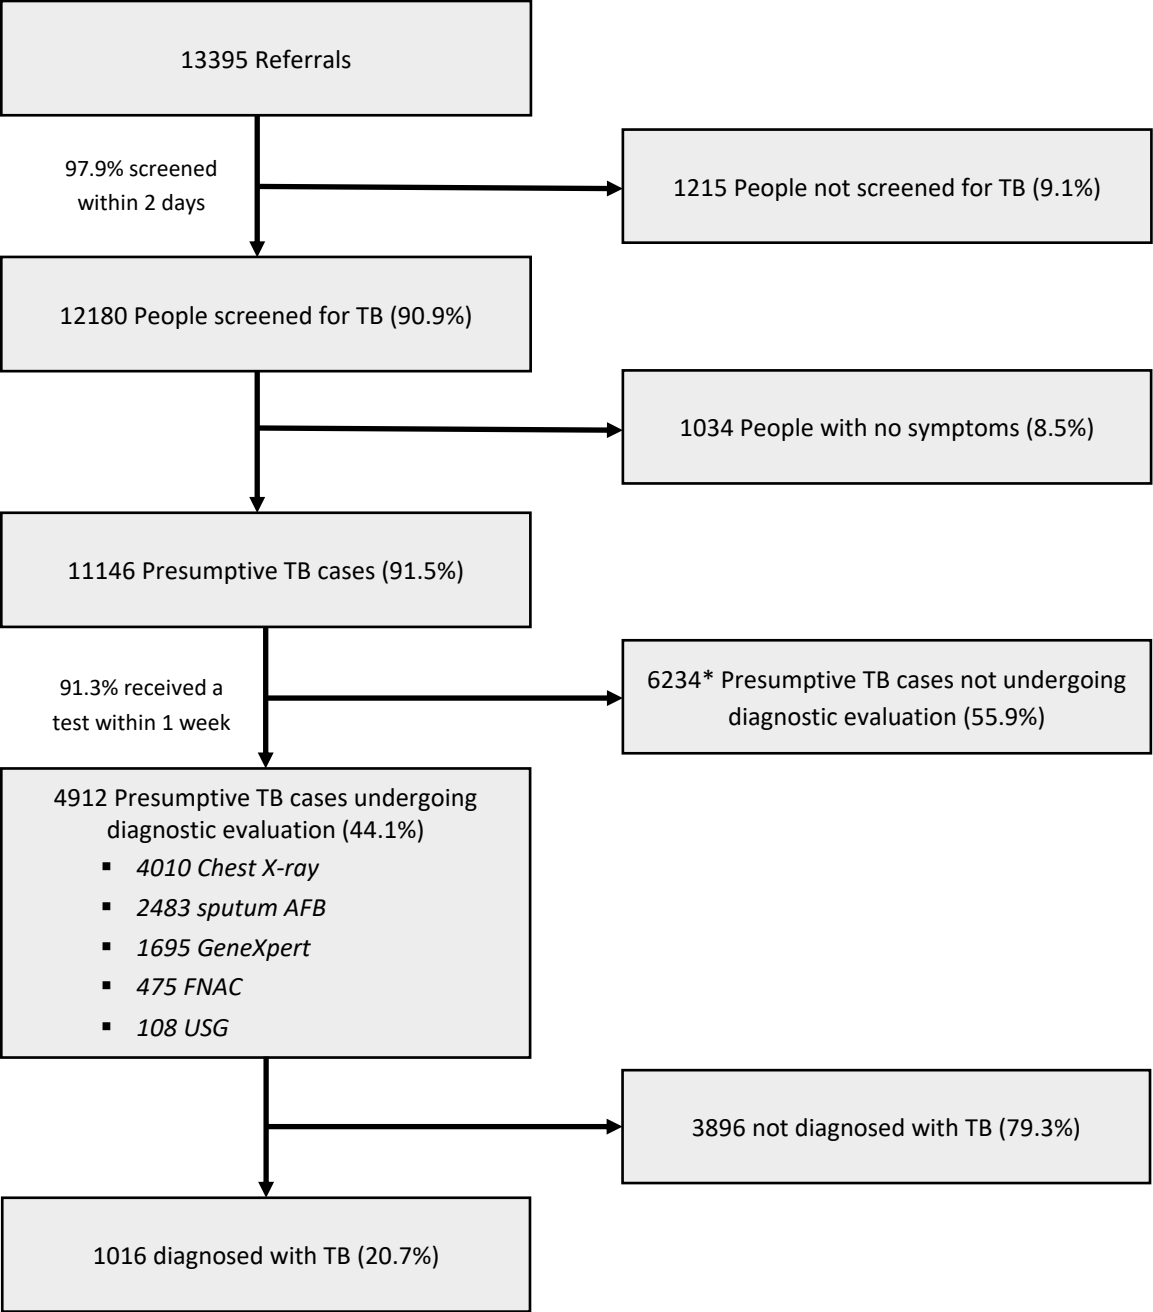 13395 Referrals
97.9% screened
within 2 days
1215 People not screened for TB (9.1%)
12180 People screened for TB (90.9%)
1034 People with no symptoms (8.5%)
11146 Presumptive TB cases (91.5%)
91.3% received a
test within 1 week
6234* Presumptive TB cases not undergoing
diagnostic evaluation (55.9%)
4912 Presumptive TB cases undergoing
diagnostic evaluation (44.1%)
▪ 4010 Chest X-ray
▪ 2483 sputum AFB
▪ 1695 GeneXpert
▪ 475 FNAC
▪ 108 USG
3896 not diagnosed with TB (79.3%)
1016 diagnosed with TB (20.7%)